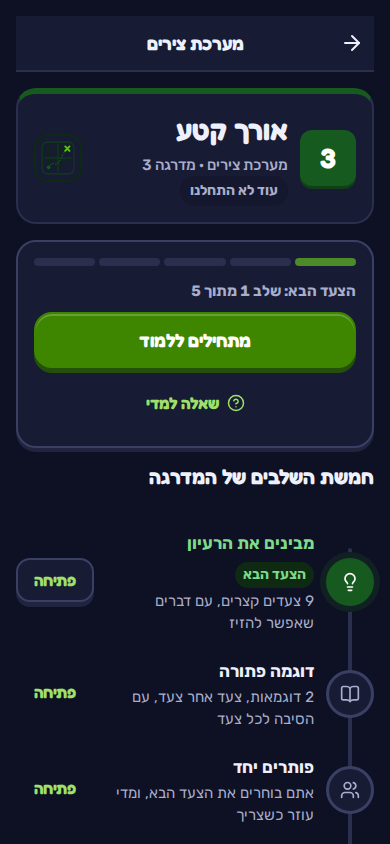 מערכת צירים
3
אורך קטע
מערכת צירים • מדרגה 3
עוד לא התחלנו
הצעד הבא: שלב 1 מתוך 5
מתחילים ללמוד
שאלה למדי
חמשת השלבים של המדרגה
מבינים את הרעיון
הצעד הבא
9 צעדים קצרים, עם דברים
שאפשר להזיז
פתיחה
דוגמה פתורה
2 דוגמאות, צעד אחר צעד, עם
הסיבה לכל צעד
פתיחה
פותרים יחד
אתם בוחרים את הצעד הבא, ומדי
עוזר כשצריך
פתיחה